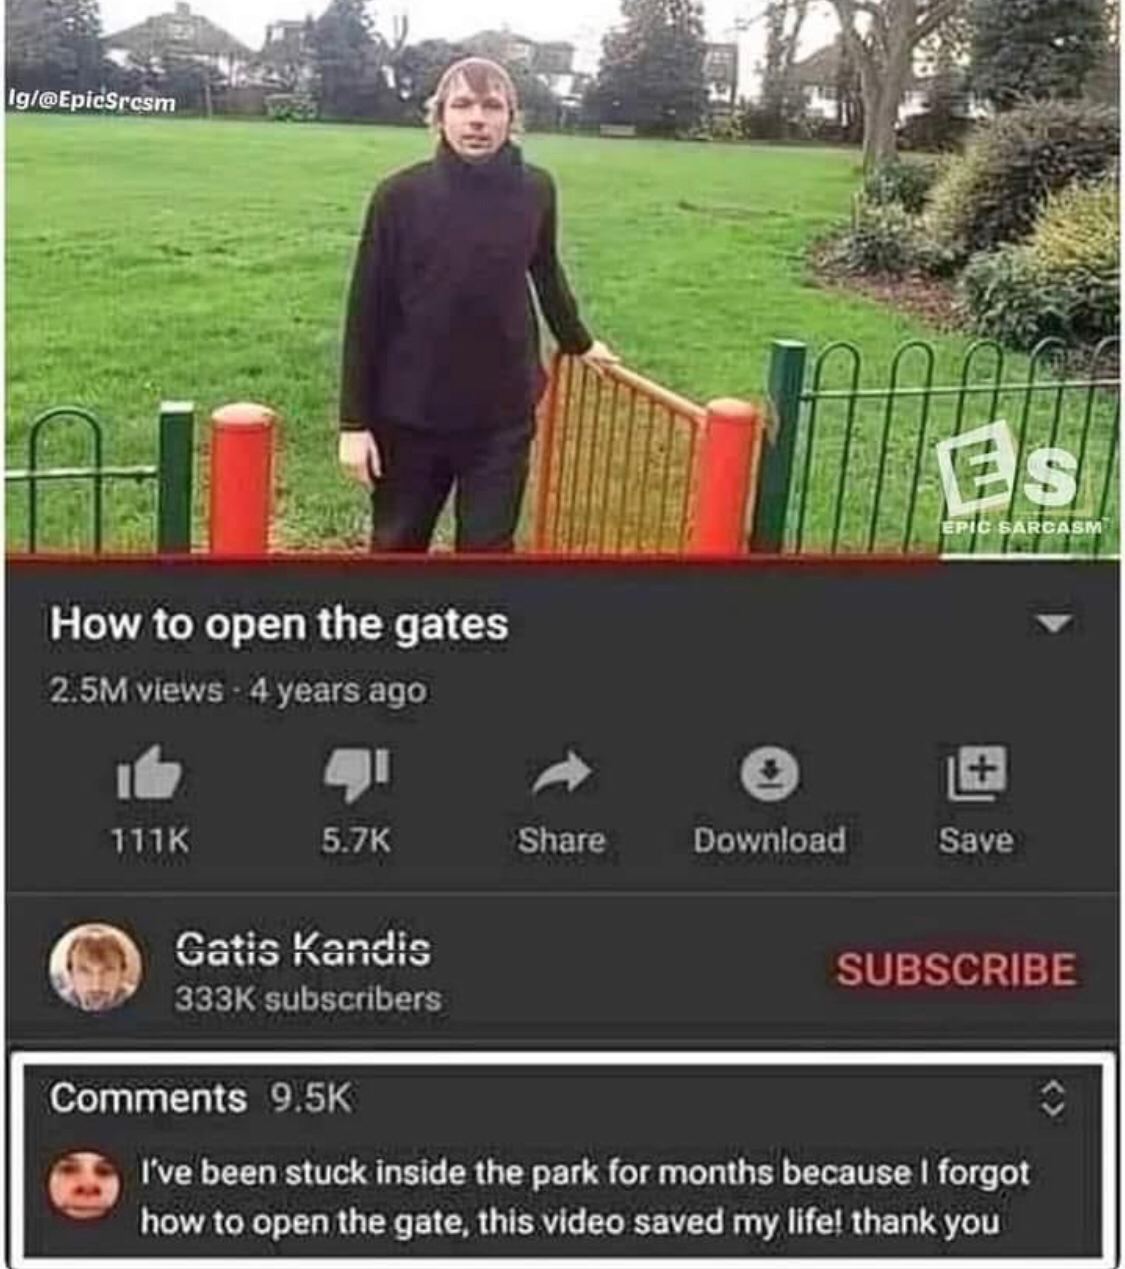 Ig/@EpicSrcsm
ES
EPIC SARCASM
How to open the gates
2.5M views · 4 years ago
111K
5.7K
Share
Download
Save
Gatis Kandis
333K subscribers
SUBSCRIBE
Comments 9.5K
I've been stuck inside the park for months because I forgot
how to open the gate, this video saved my life! thank you